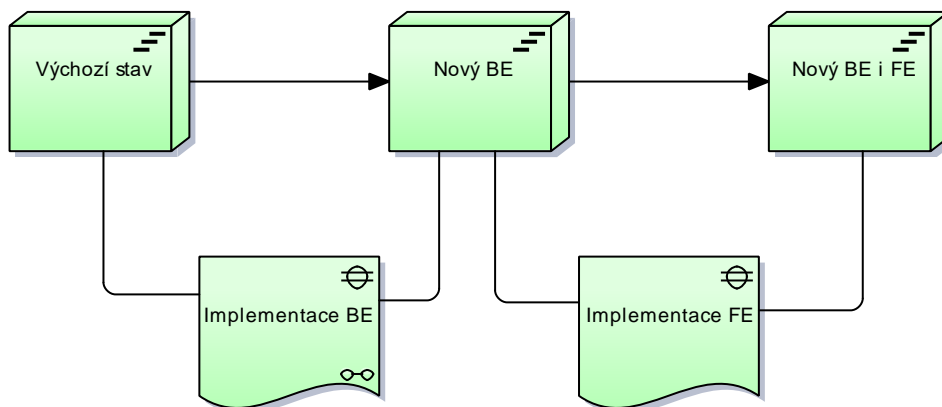 Výchozí stav
Nový BE
Nový BE i FE
Implementace BE
Implementace FE